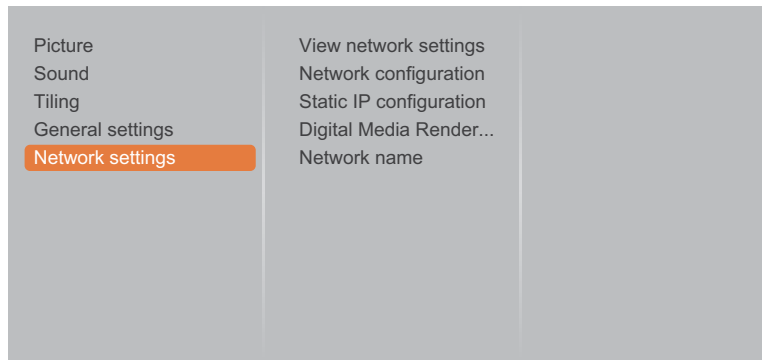 Picture
Sound
Tiling
General settings
Network settings
View network settings
Network configuration
Static IP configuration
Digital Media Render...
Network name